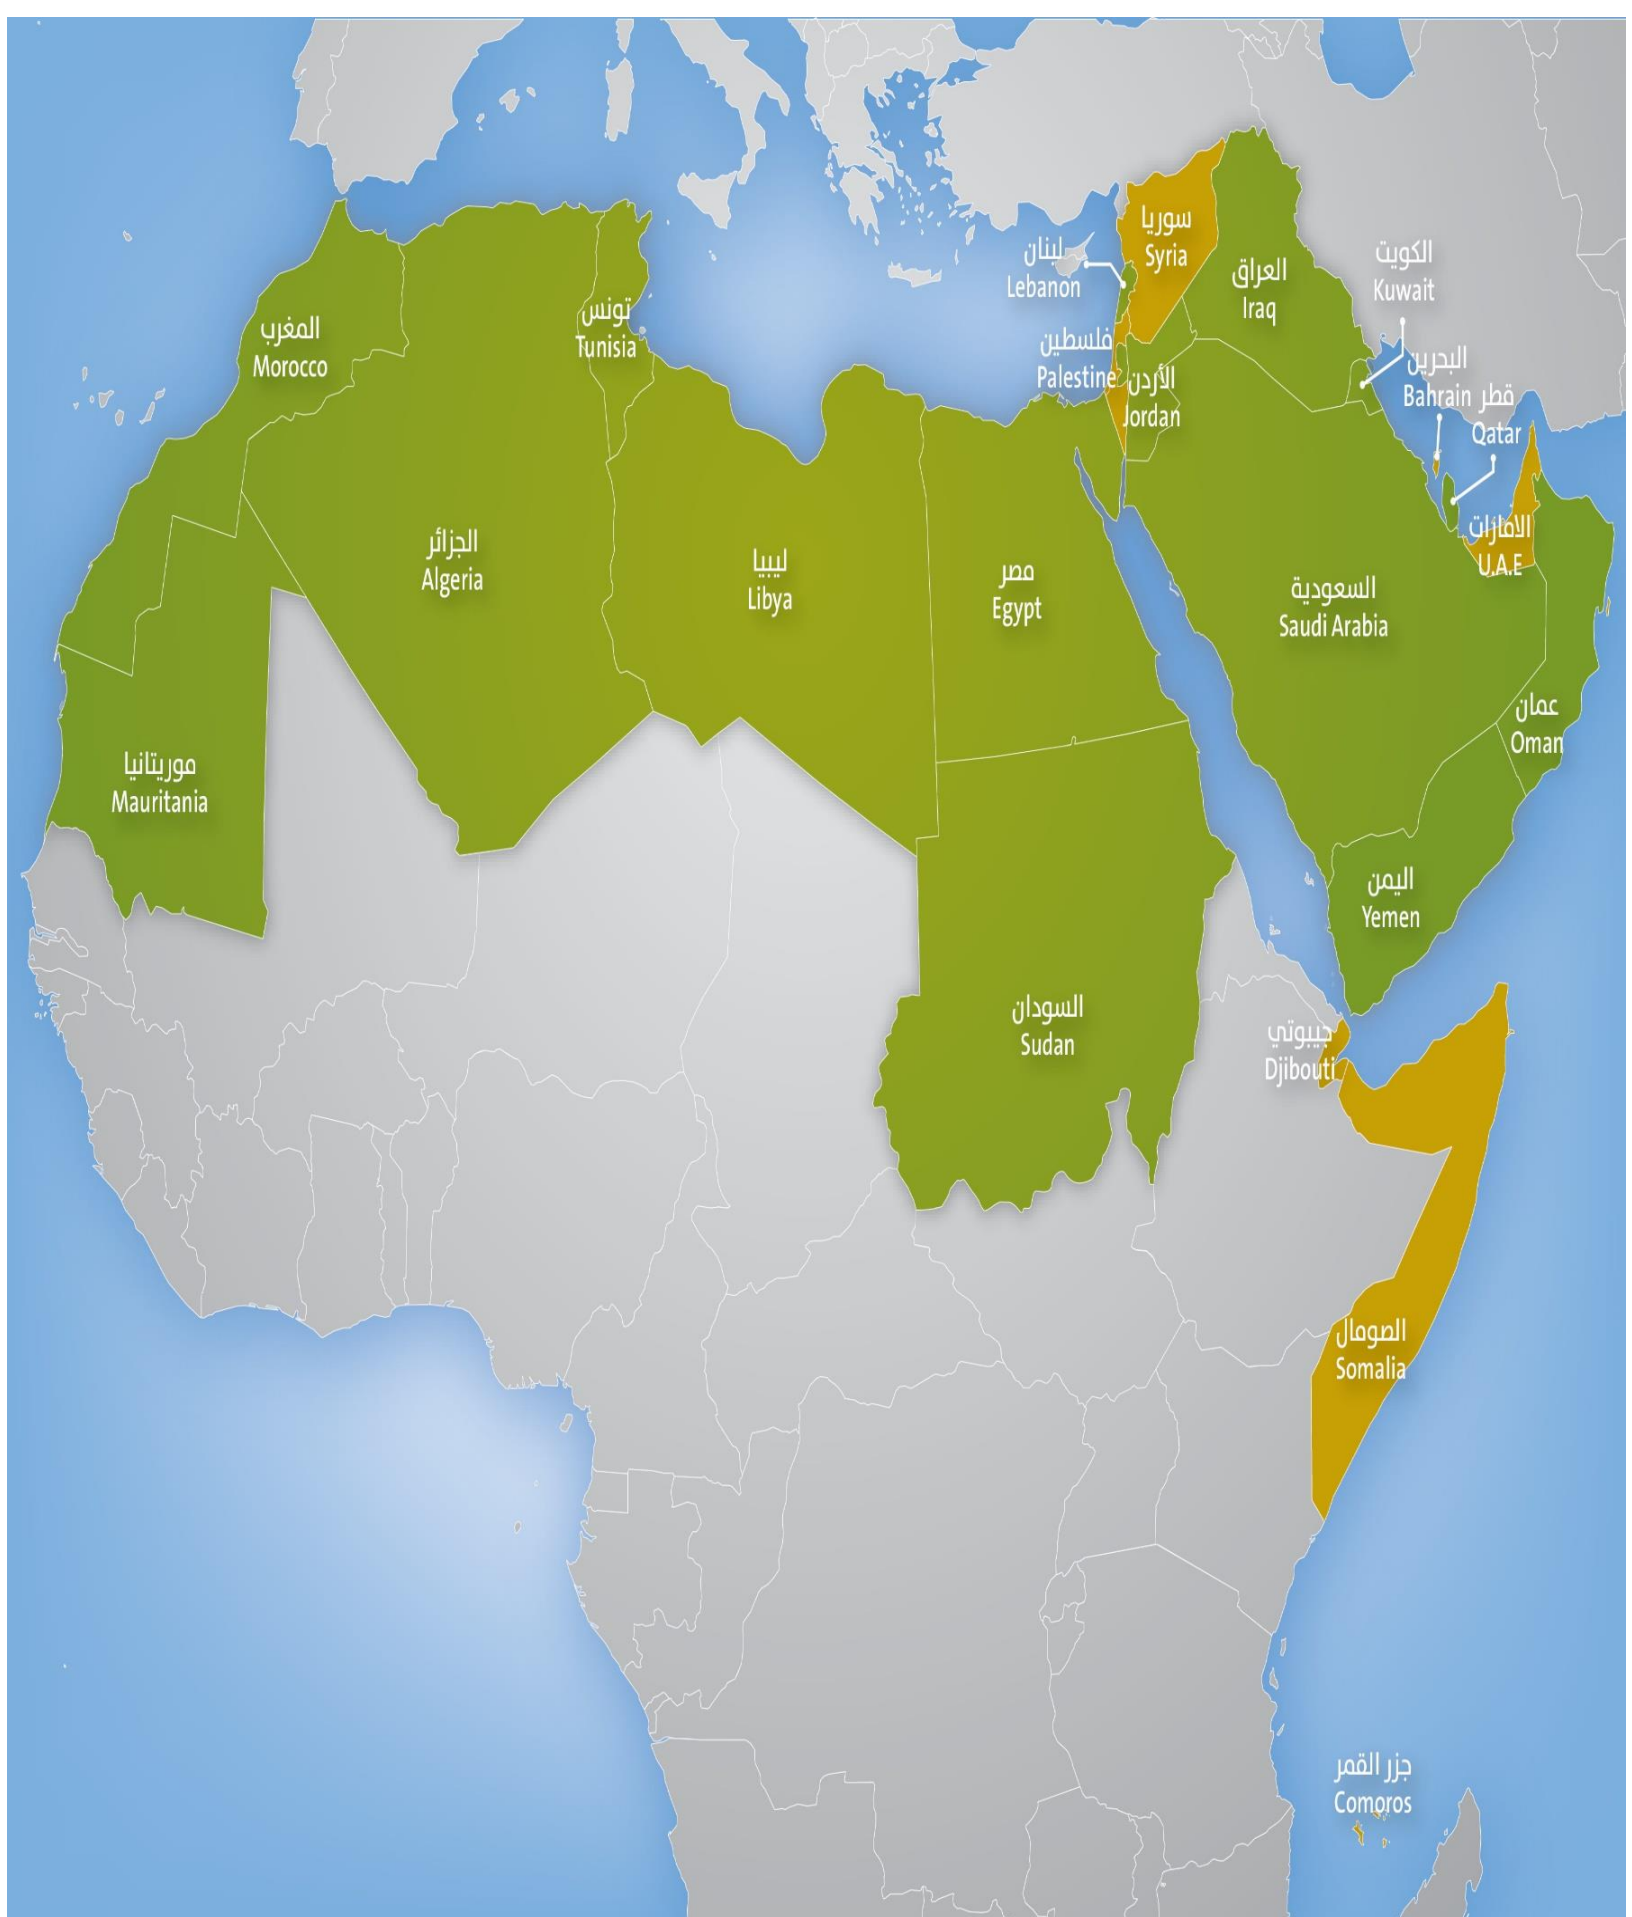 سوريا
Syria
لبنان
Lebanon
العراق
Iraq
الكويت
Kuwait
فلسطين
Palestine
الأردن
Jordan
البحرين
Bahrain
قطر
Qatar
الامارات
U.A.E
المغرب
Morocco
تونس
Tunisia
الجزائر
Algeria
ليبيا
Libya
مصر
Egypt
السعودية
Saudi Arabia
عمان
Oman
موريتانيا
Mauritania
اليمن
Yemen
السودان
Sudan
جيبوتي
Djibouti
الصومال
Somalia
جزر القمر
Comoros